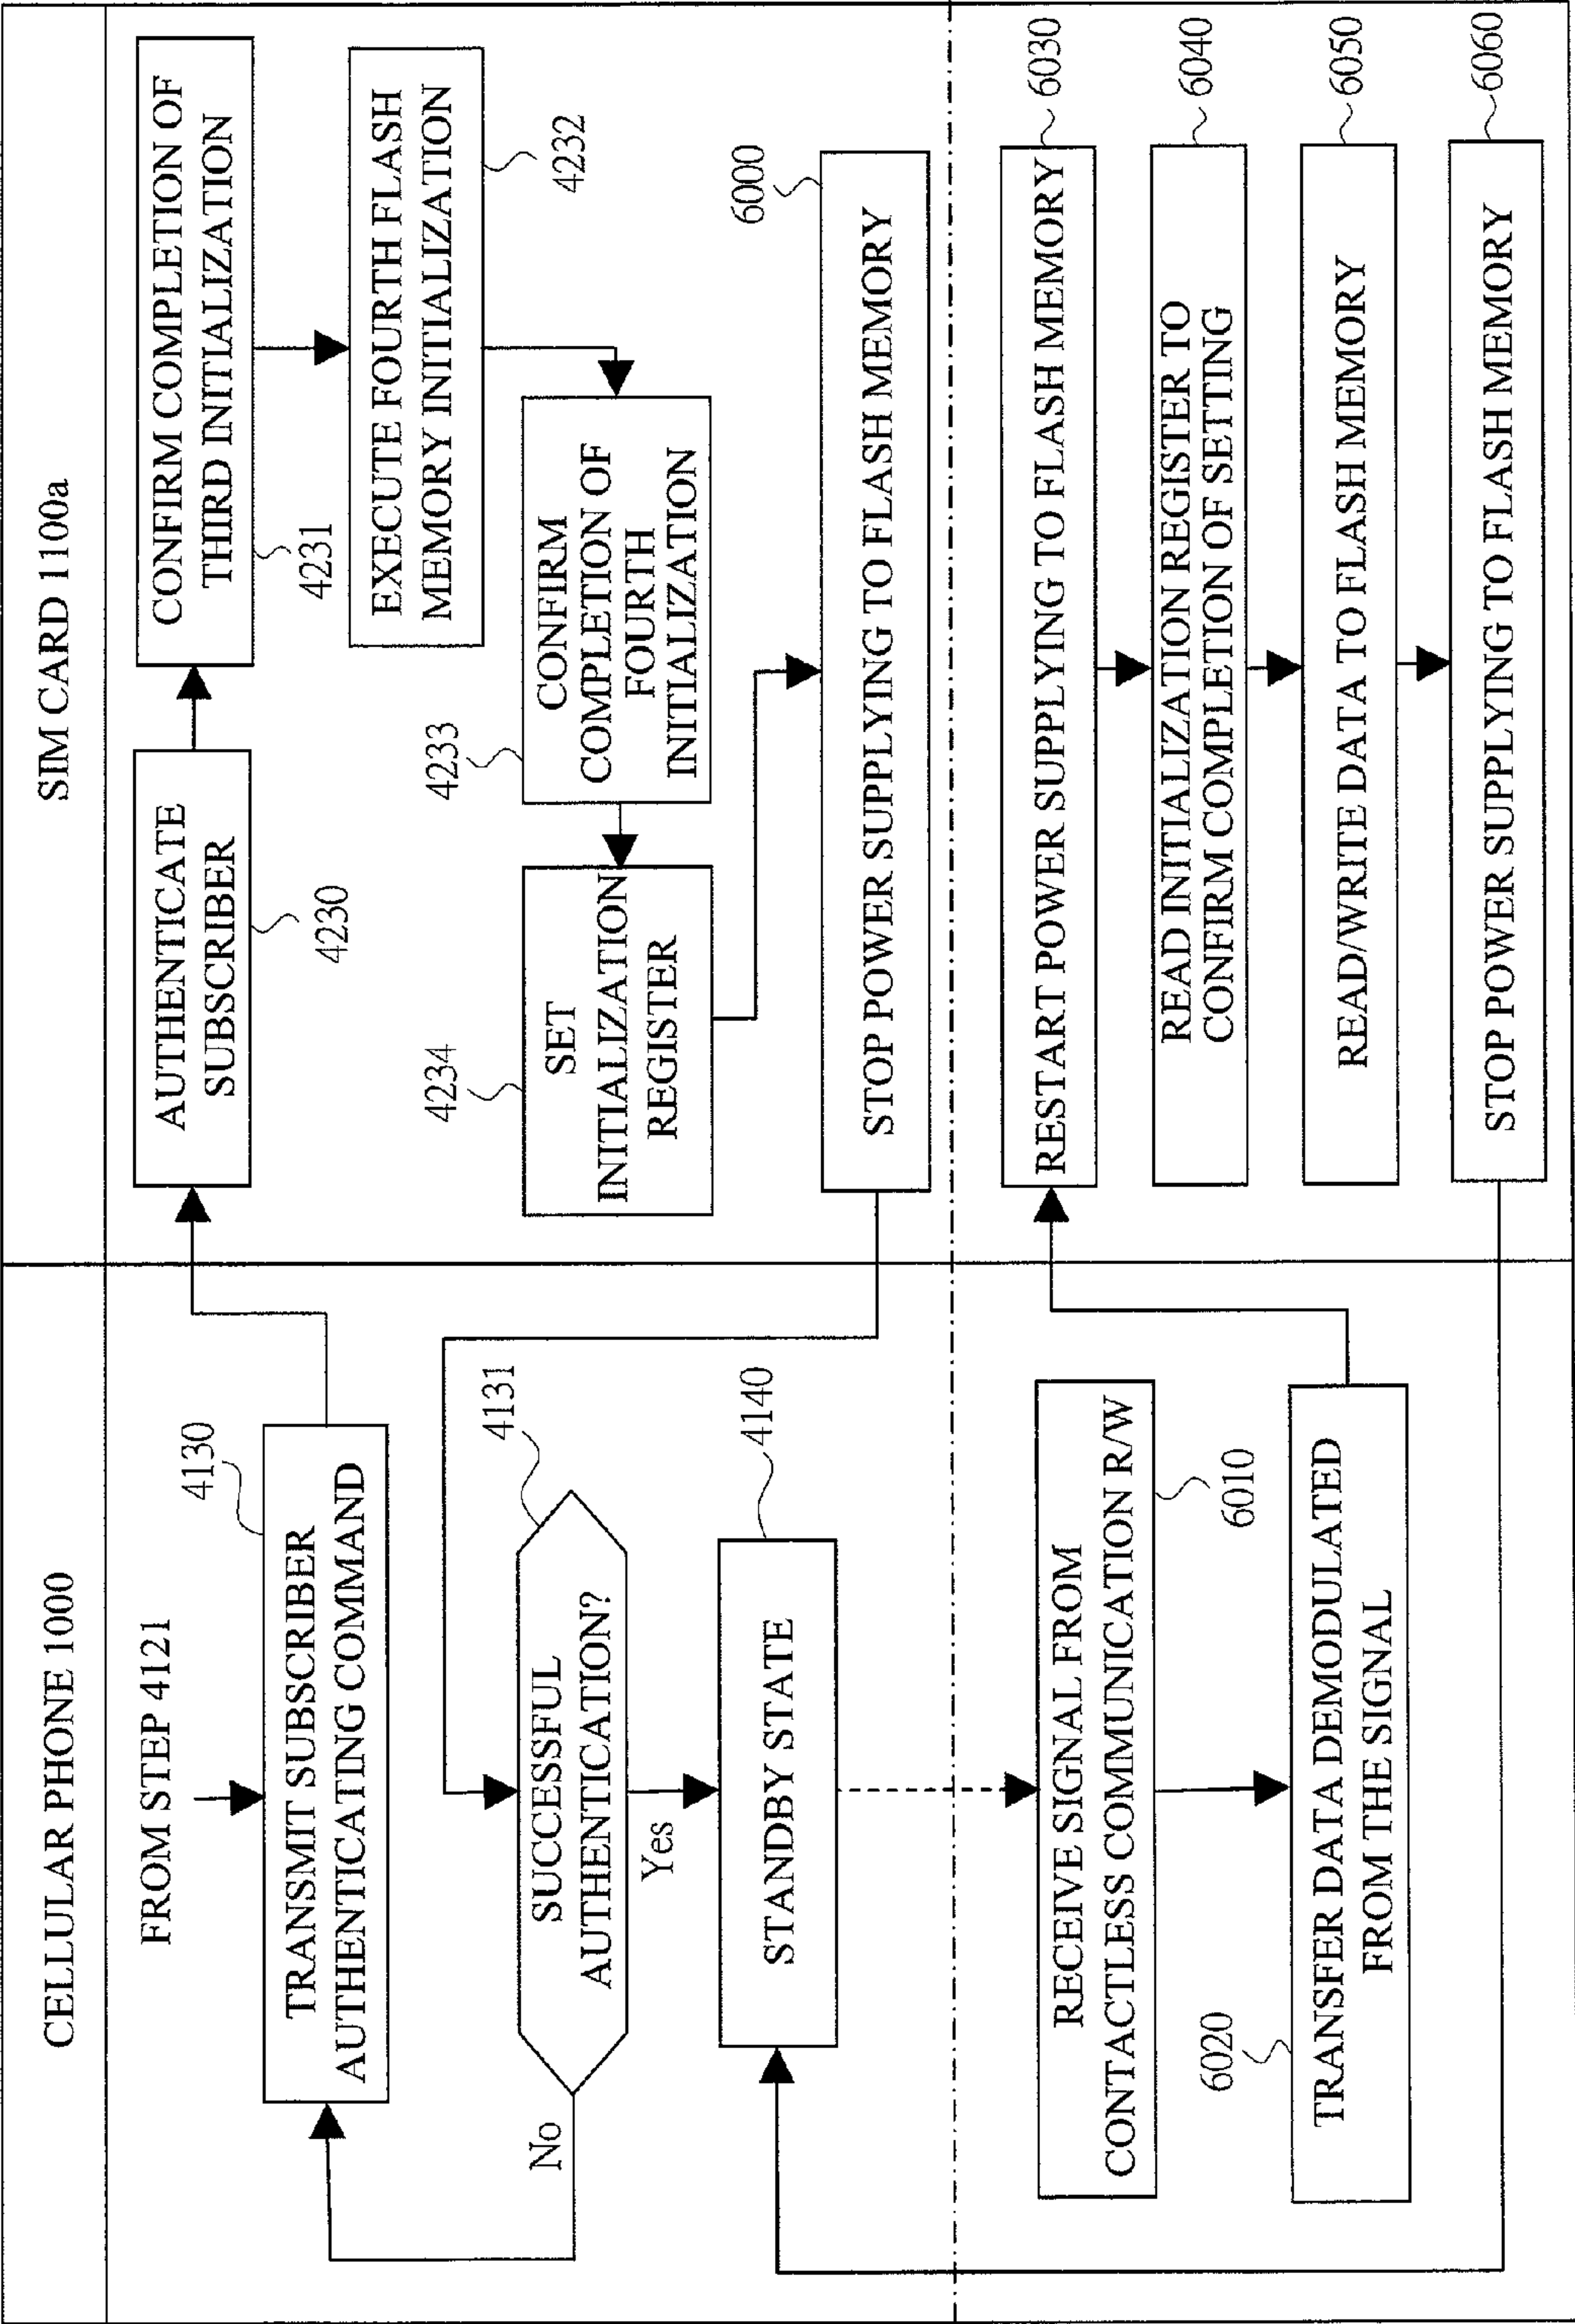 CELLULAR PHONE 1000
SIM CARD 1100a
FROM STEP 4121
4130
TRANSMIT SUBSCRIBER
AUTHENTICATING COMMAND
4131
SUCCESSFUL
AUTHENTICATION?
No
Yes
4140
STANDBY STATE
AUTHENTICATE
SUBSCRIBER
4230
CONFIRM COMPLETION OF
THIRD INITIALIZATION
4231
EXECUTE FOURTH FLASH
MEMORY INITIALIZATION
4232
4233
CONFIRM
COMPLETION OF
FOURTH
INITIALIZATION
4234
SET
INITIALIZATION
REGISTER
6000
STOP POWER SUPPLYING TO FLASH MEMORY
RECEIVE SIGNAL FROM
CONTACTLESS COMMUNICATION R/W
6010
6020
TRANSFER DATA DEMODULATED
FROM THE SIGNAL
RESTART POWER SUPPLYING TO FLASH MEMORY
6030
READ INITIALIZATION REGISTER TO
CONFIRM COMPLETION OF SETTING
6040
READ/WRITE DATA TO FLASH MEMORY
6050
STOP POWER SUPPLYING TO FLASH MEMORY
6060